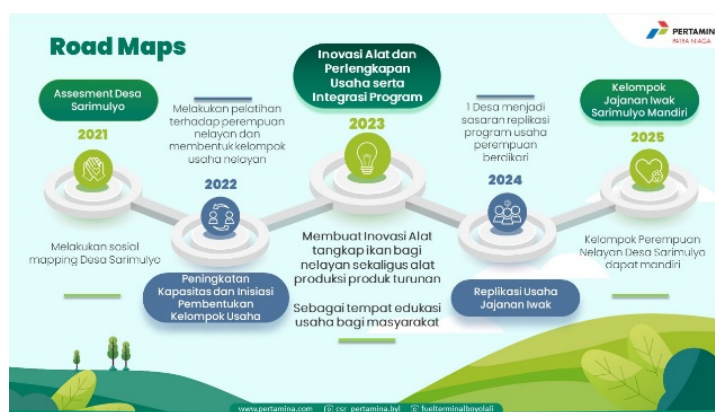 Road Maps
PERTAMINA
PATRA NIAGA
Assesment Desa
Sarimulyo
2021
Melakukan sosial
mapping Desa Sarimulyo
Melakukan pelatihan
terhadap perempuan
nelayan dan
membentuk kelompok
usaha nelayan
2022
Peningkatan
Kapasitas dan Inisiasi
Pembentukan
Kelompok Usaha
Inovasi Alat dan
Perlengkapan
Usaha serta
Integrasi Program
2023
Membuat Inovasi Alat
tangkap ikan bagi
nelayan sekaligus alat
produksi produk turunan
Sebagai tempat edukasi
usaha bagi masyarakat
1 Desa menjadi
sasaran replikasi
program usaha
perempuan
berdikari
2024
Replikasi Usaha
Jajanan Iwak
Kelompok
Jajanan Iwak
Sarimulyo Mandiri
2025
Kelompok Perempuan
Nelayan Desa Sarimulyo
dapat mandiri
www.pertamina.com csr_pertamina.byl fuelterminalboyolali